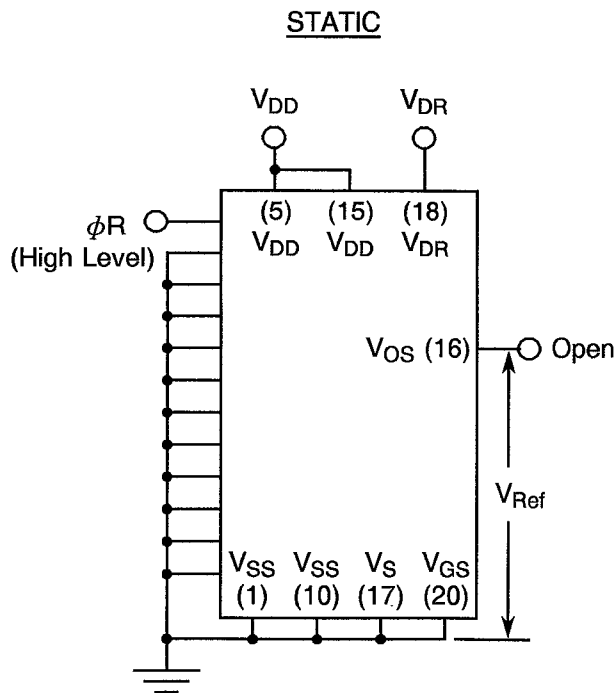 STATIC
VDD VDR
ϕR
(High Level)
(5) (15) (18)
VDD VDD VDR
VOS (16) Open
VRef
VSS VSS VS VGS
(1) (10) (17) (20)